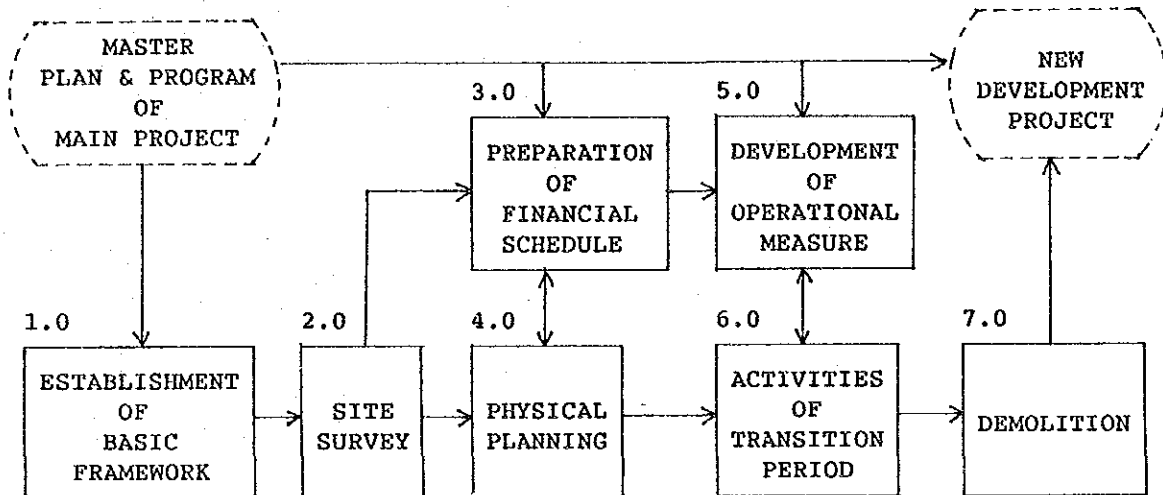 MASTER
PLAN & PROGRAM
OF
MAIN PROJECT
NEW
DEVELOPMENT
PROJECT
3.0
PREPARATION
OF
FINANCIAL
SCHEDULE
5.0
DEVELOPMENT
OF
OPERATIONAL
MEASURE
1.0
ESTABLISHMENT
OF
BASIC
FRAMEWORK
2.0
SITE
SURVEY
4.0
PHYSICAL
PLANNING
6.0
ACTIVITIES
OF
TRANSITION
PERIOD
7.0
DEMOLITION